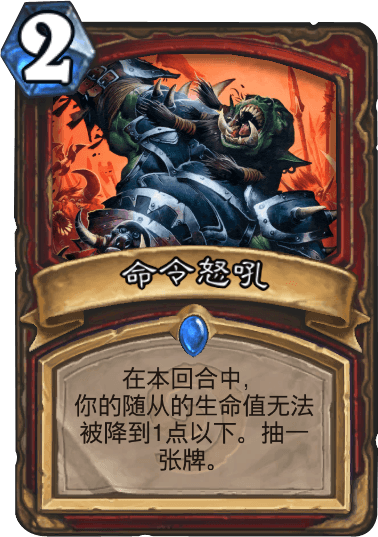 2
命令怒吼
在本回合中，
你的随从的生命值无法
被降到1点以下。抽一
张牌。